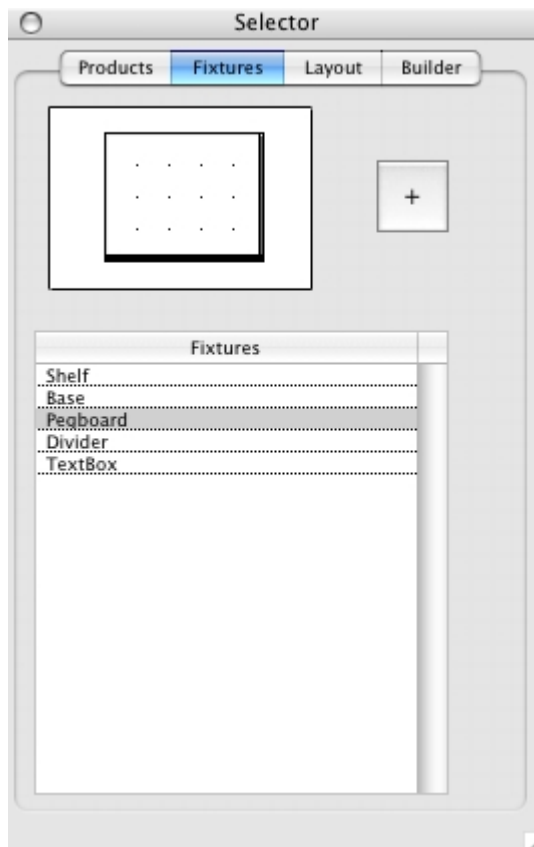 Selector
Products Fixtures Layout Builder
+
Fixtures
Shelf
Base
Pegboard
Divider
TextBox